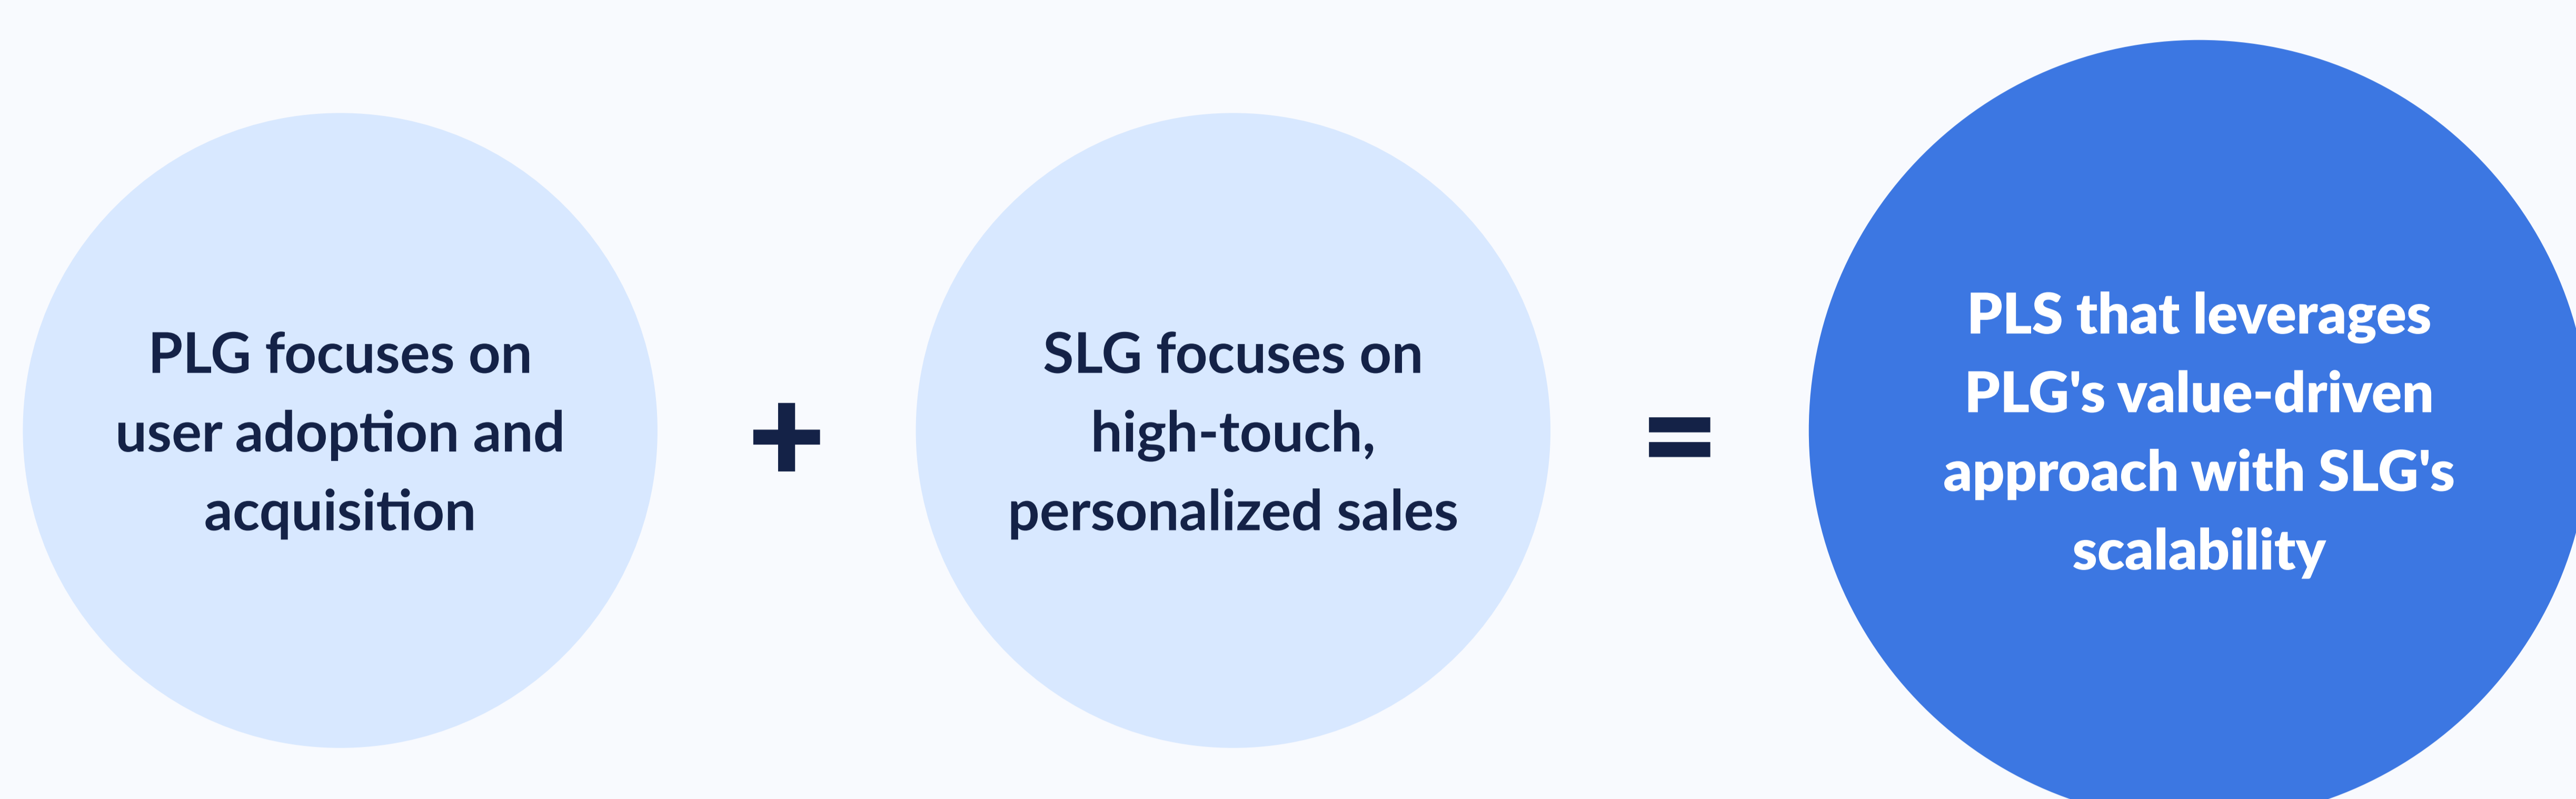 PLG focuses on
user adoption and
acquisition
+
SLG focuses on
high-touch,
personalized sales
=
PLS that leverages
PLG's value-driven
approach with SLG's
scalability